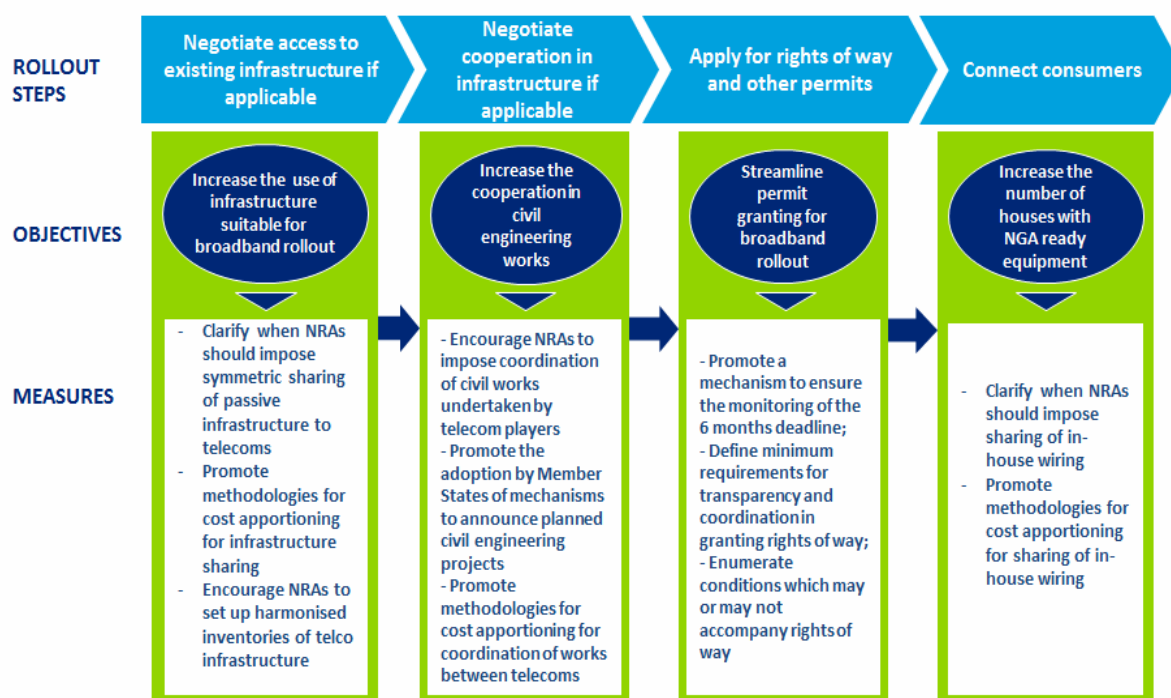 ROLLOUT
STEPS
Negotiate access to
existing infrastructure if
applicable
Negotiate
cooperation in
infrastructure if
applicable
Apply for rights of way
and other permits
Connect consumers
OBJECTIVES
Increase the use of
infrastructure
suitable for
broadband rollout
Increase the
cooperation in
civil
engineering
works
Streamline
permit
granting for
broadband
rollout
Increase the
number of
houses with
NGA ready
equipment
MEASURES
- Clarify when NRAs
should impose
symmetric sharing
of passive
infrastructure to
telecoms
- Promote
methodologies for
cost apportioning
for infrastructure
sharing
- Encourage NRAs to
set up harmonised
inventories of telco
infrastructure
- Encourage NRAs to
impose coordination
of civil works
undertaken by
telecom players
- Promote the
adoption by Member
States of mechanisms
to announce planned
civil engineering
projects
- Promote
methodologies for
cost apportioning for
coordination of works
between telecoms
- Promote a
mechanism to ensure
the monitoring of the
6 months deadline;
- Define minimum
requirements for
transparency and
coordination in
granting rights of way;
- Enumerate
conditions which may
or may not
accompany rights of
way
- Clarify when NRAs
should impose
sharing of in-
house wiring
- Promote
methodologies for
cost apportioning
for sharing of in-
house wiring